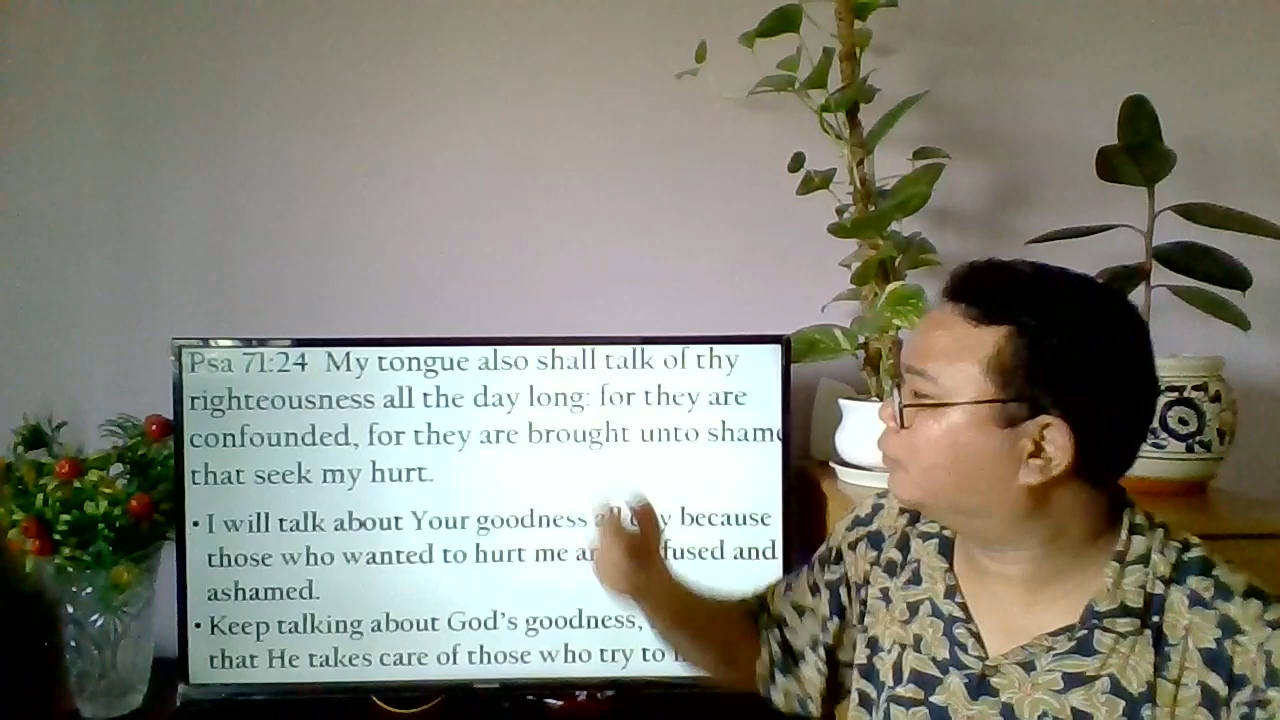 Psa 71:24 My tongue also shall talk of thy
righteousness all the day long: for they are
confounded, for they are brought unto
that seek my hurt.
• I will talk about Your goodness because
those who wanted to hurt me and
ashamed.
• Keep talking about God's goodness,
that He takes care of those who try to